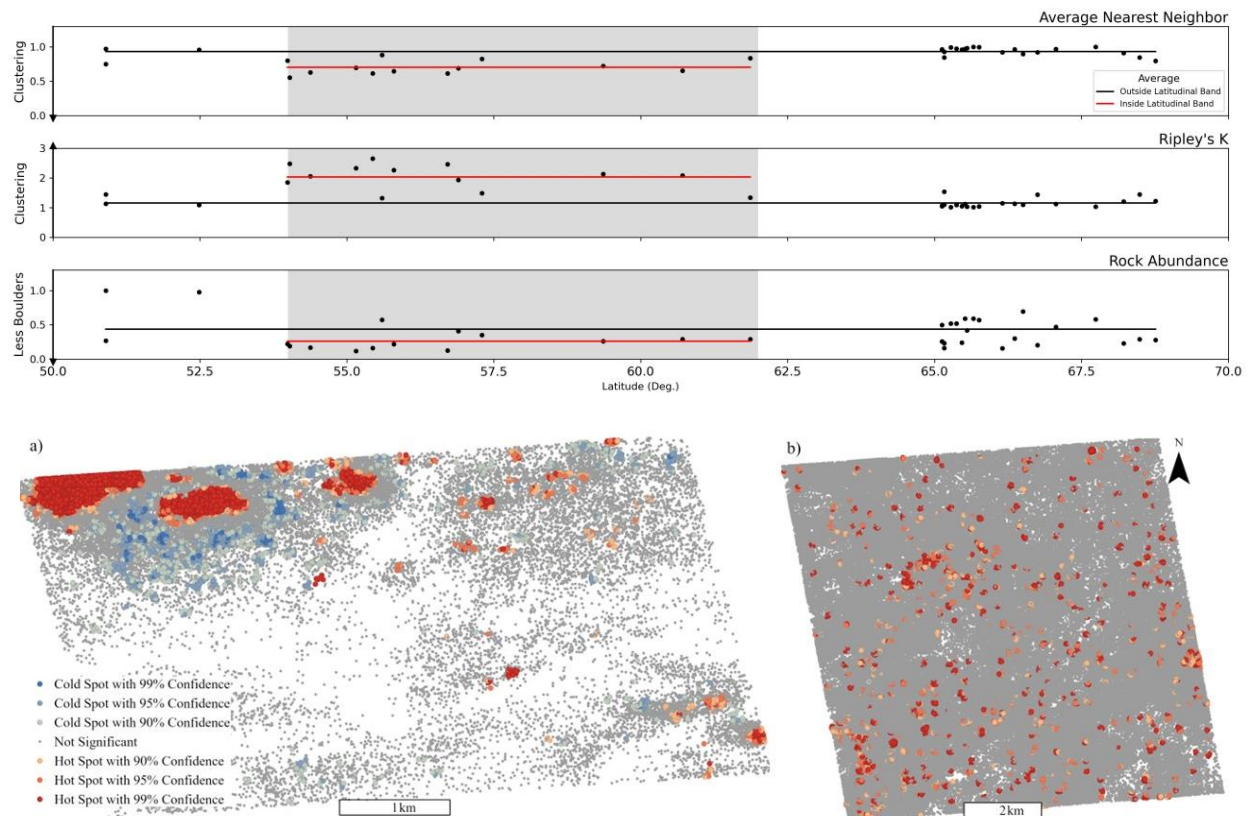 Average Nearest Neighbor
Clustering
1.0
0.5
0.0
Average
Outside Latitudinal Band
Inside Latitudinal Band
Ripley's K
Clustering
3
2
1
0
Rock Abundance
Less Boulders
1.0
0.5
0.0
50.0 52.5 55.0 57.5 60.0 62.5 65.0 67.5 70.0
Latitude (Deg.)
a)
Cold Spot with 99% Confidence
Cold Spot with 95% Confidence
Cold Spot with 90% Confidence
Not Significant
Hot Spot with 90% Confidence
Hot Spot with 95% Confidence
Hot Spot with 99% Confidence
1km
b)
N
2km